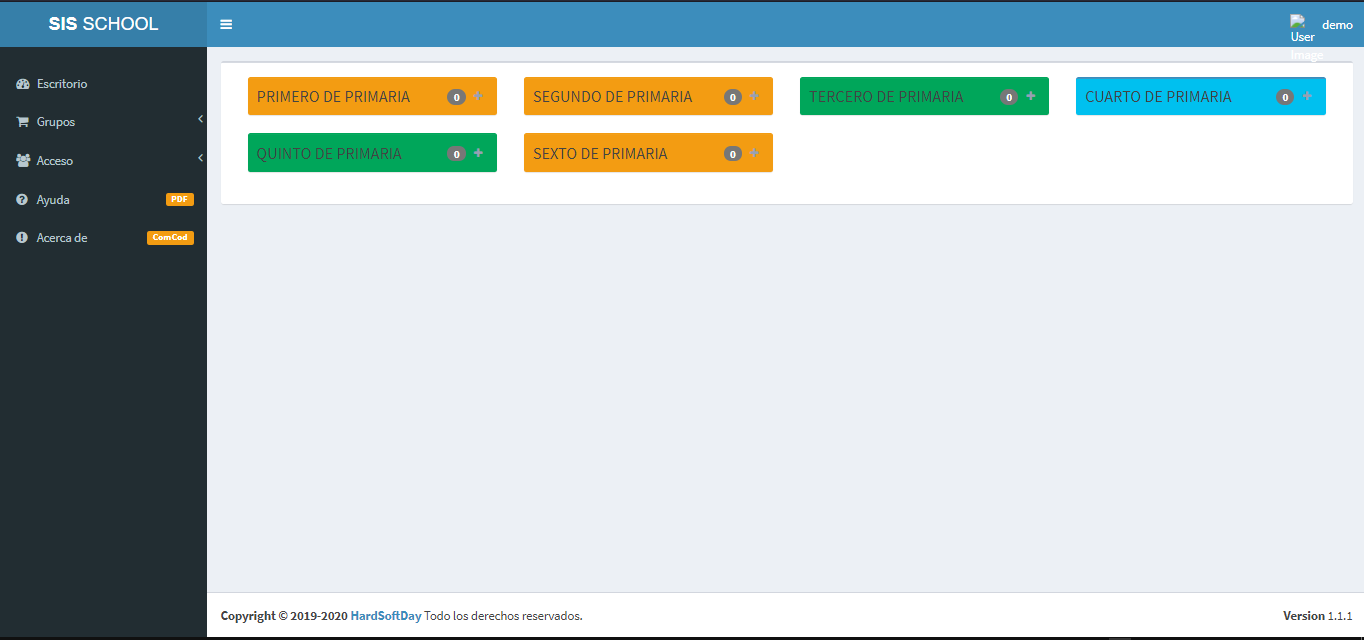 SIS SCHOOL
User Image
demo
Escritorio
Grupos
Acceso
Ayuda
PDF
Acerca de
ComCod
PRIMERO DE PRIMARIA 0 +
SEGUNDO DE PRIMARIA 0 +
TERCERO DE PRIMARIA 0 +
CUARTO DE PRIMARIA 0 +
QUINTO DE PRIMARIA 0 +
SEXTO DE PRIMARIA 0 +
Copyright © 2019-2020 HardSoftDay Todo los derechos reservados.
Version 1.1.1